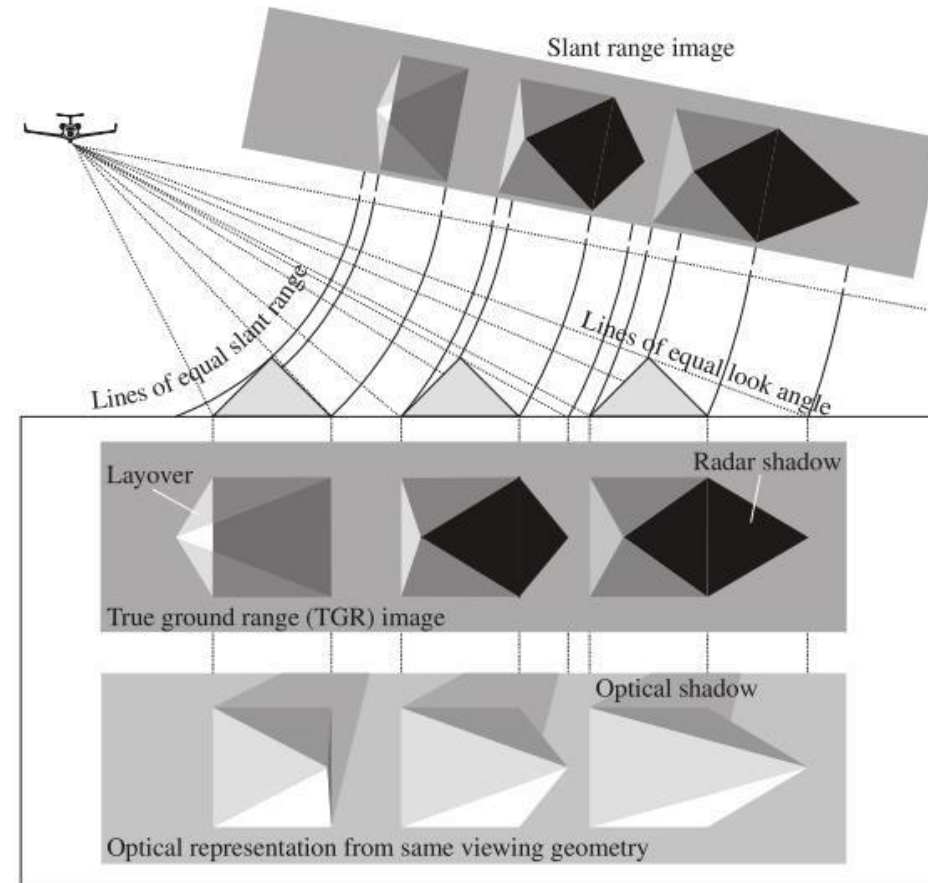 Slant range image
Lines of equal slant range
Lines of equal look angle
Layover
Radar shadow
True ground range (TGR) image
Optical shadow
Optical representation from same viewing geometry